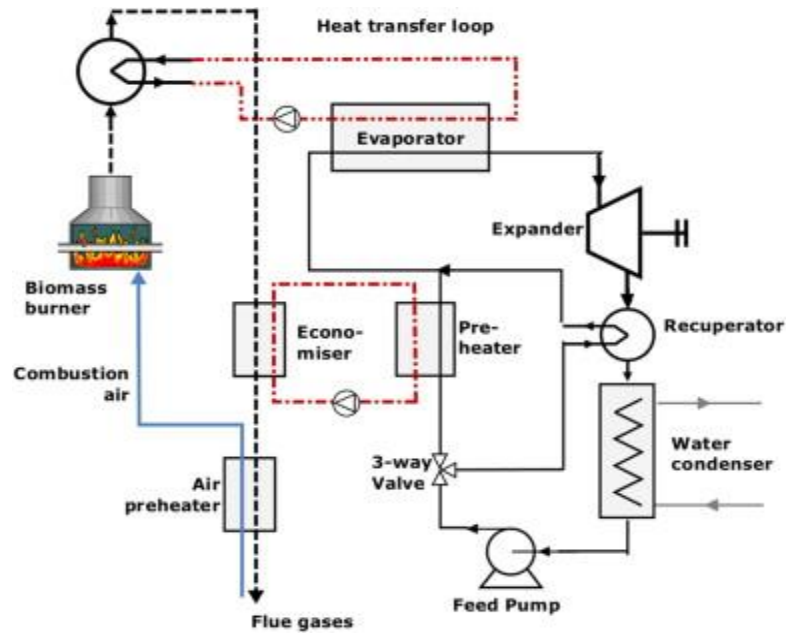 Heat transfer loop
Evaporator
Expander
Biomass
burner
Econo-
miser
Pre-
heater
Recuperator
Combustion
air
3-way
Valve
Water
condenser
Air
preheater
Feed Pump
Flue gases